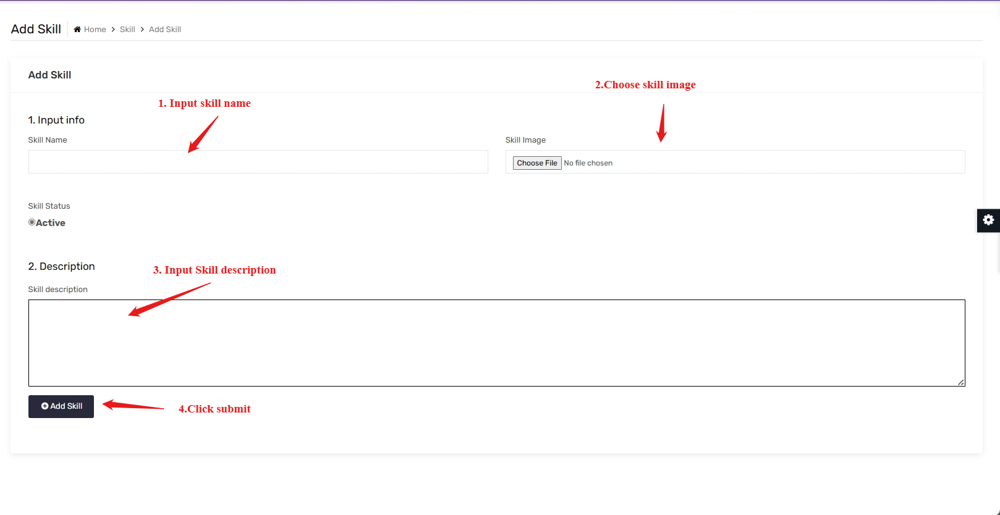 Add Skill
Home > Skill > Add Skill
Add Skill
2.Choose skill image
1. Input skill name
1. Input info
Skill Name
Skill Image
Choose File No file chosen
Skill Status
Active
2. Description
3. Input Skill description
Skill description
Add Skill
4.Click submit